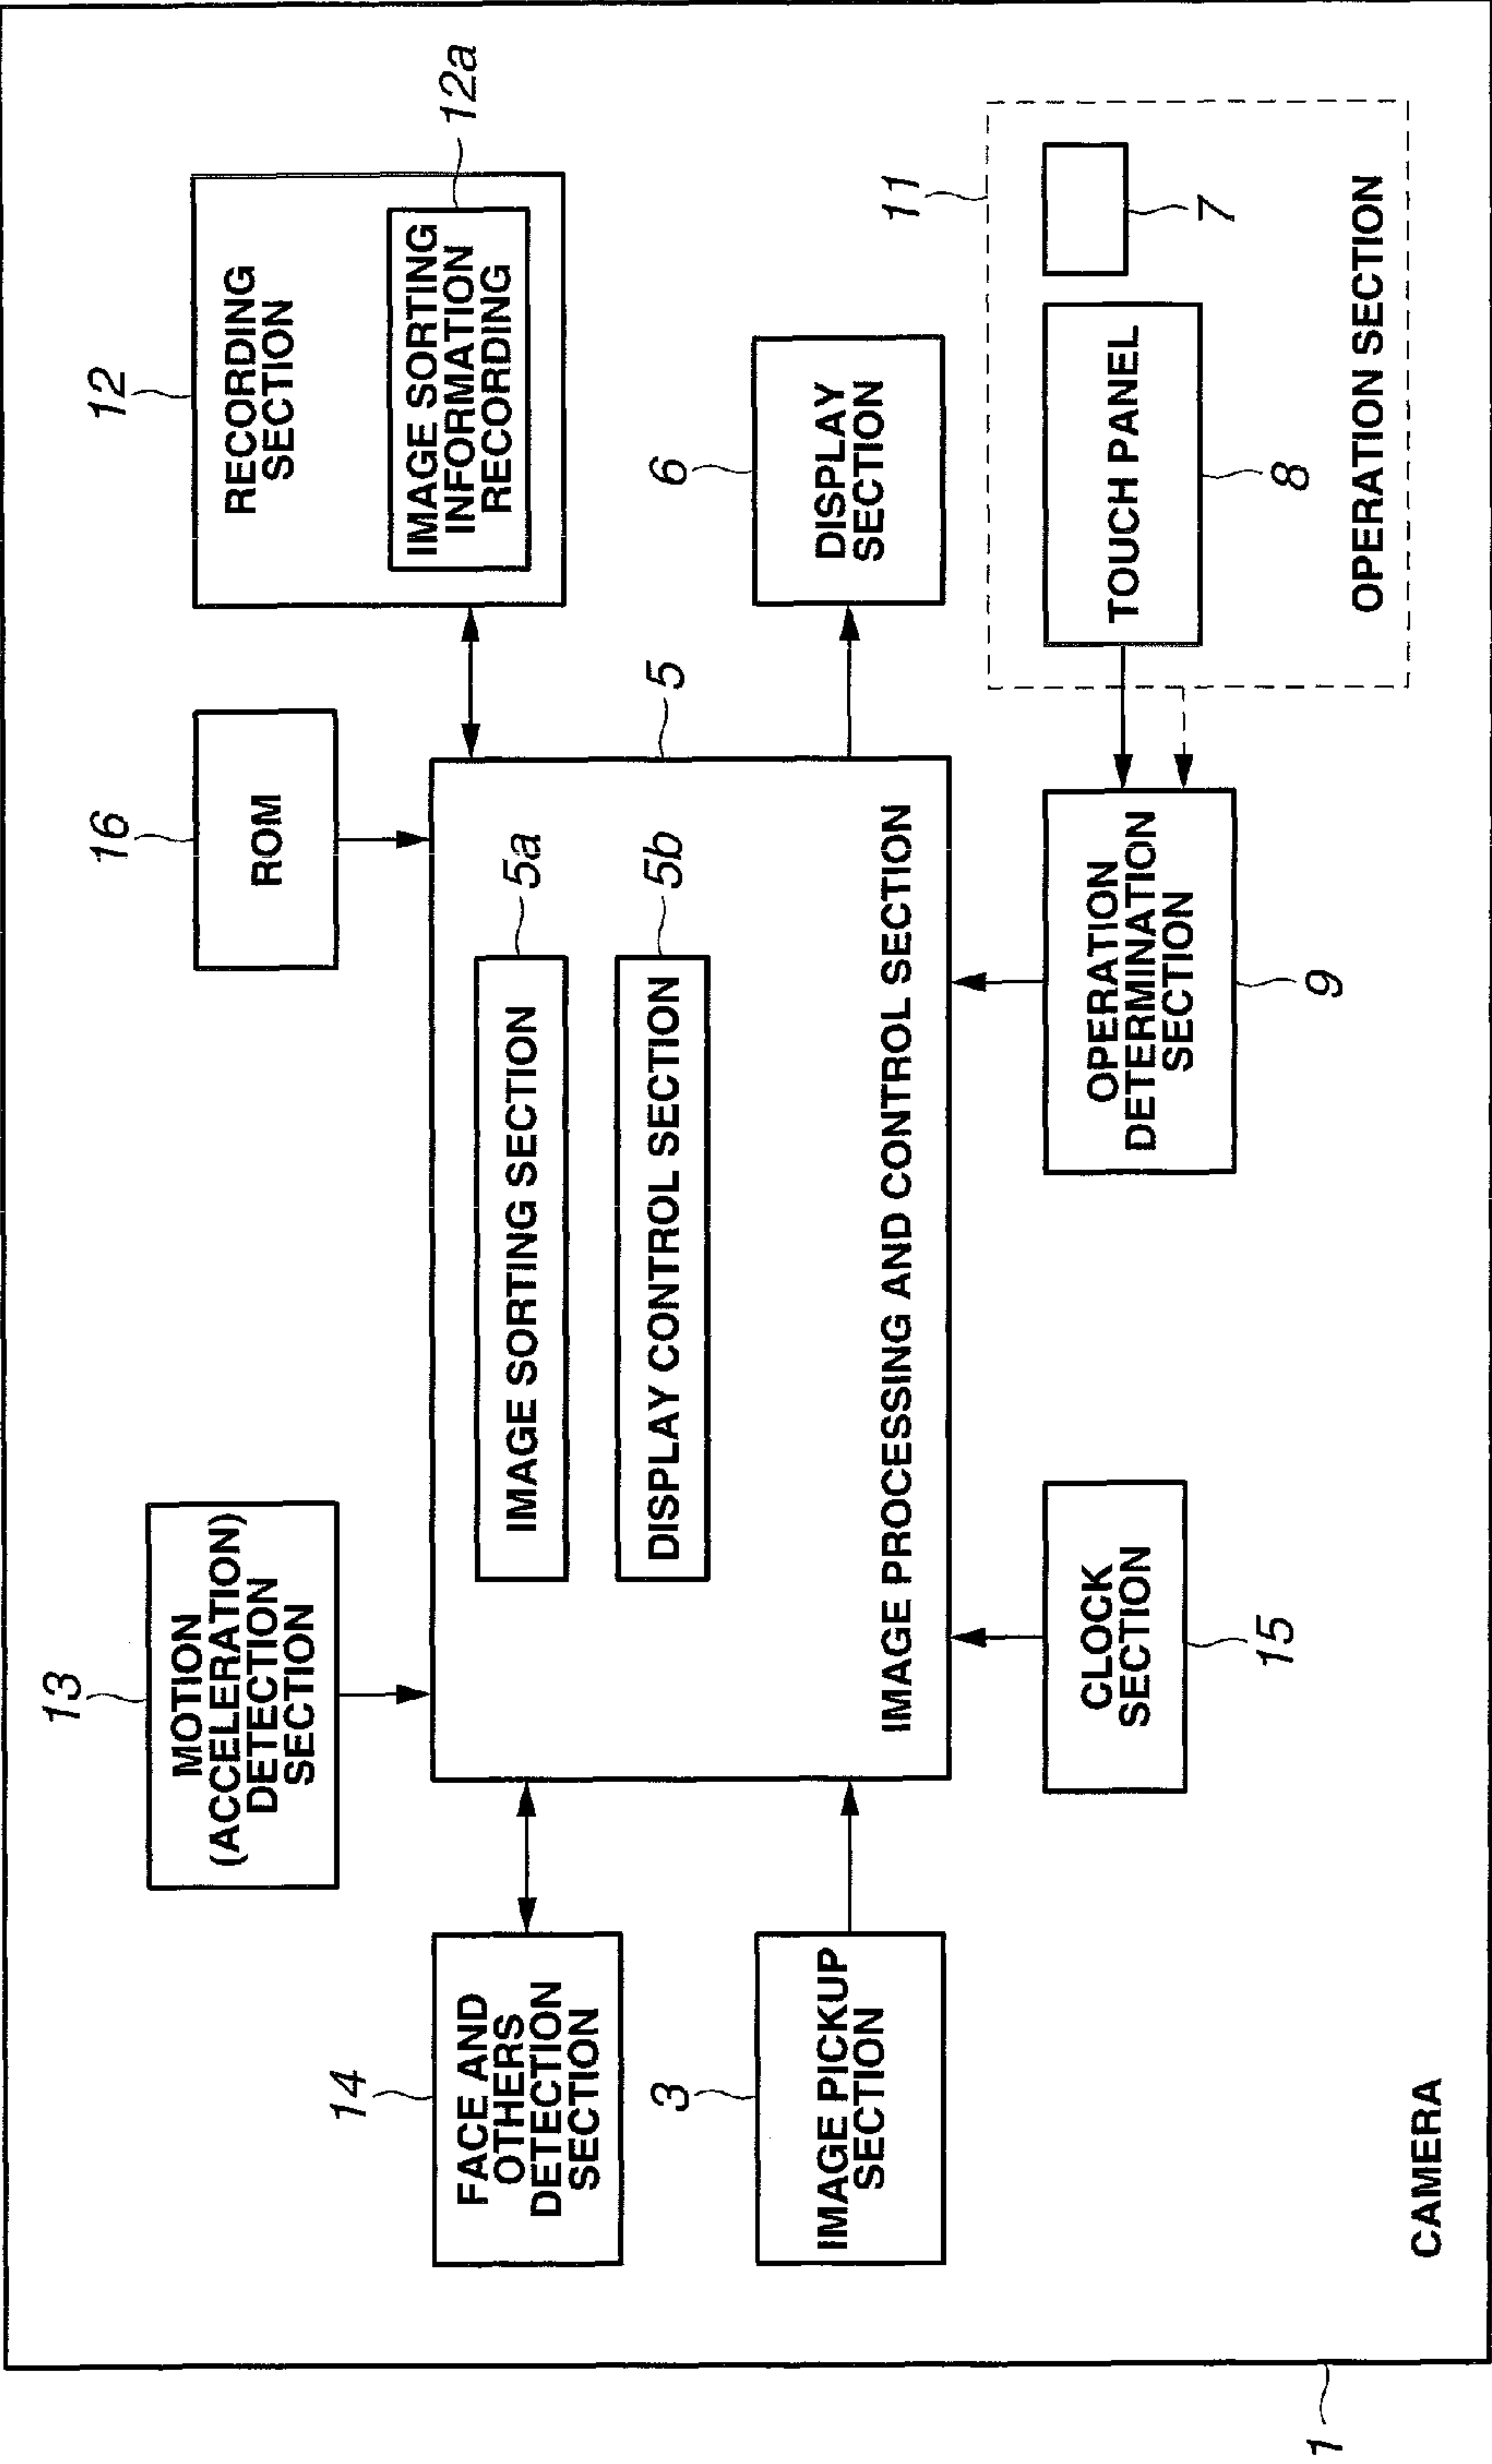 13
MOTION
(ACCELERATION)
DETECTION
SECTION
16
ROM
12
RECORDING
SECTION
IMAGE SORTING
INFORMATION
RECORDING
12a
14
FACE AND
OTHERS
DETECTION
SECTION
3
IMAGE PICKUP
SECTION
5
IMAGE SORTING SECTION
5a
DISPLAY CONTROL SECTION
5b
IMAGE PROCESSING AND CONTROL SECTION
6
DISPLAY
SECTION
CLOCK
SECTION
15
OPERATION
DETERMINATION
SECTION
9
11
TOUCH PANEL
8
7
OPERATION SECTION
CAMERA
1